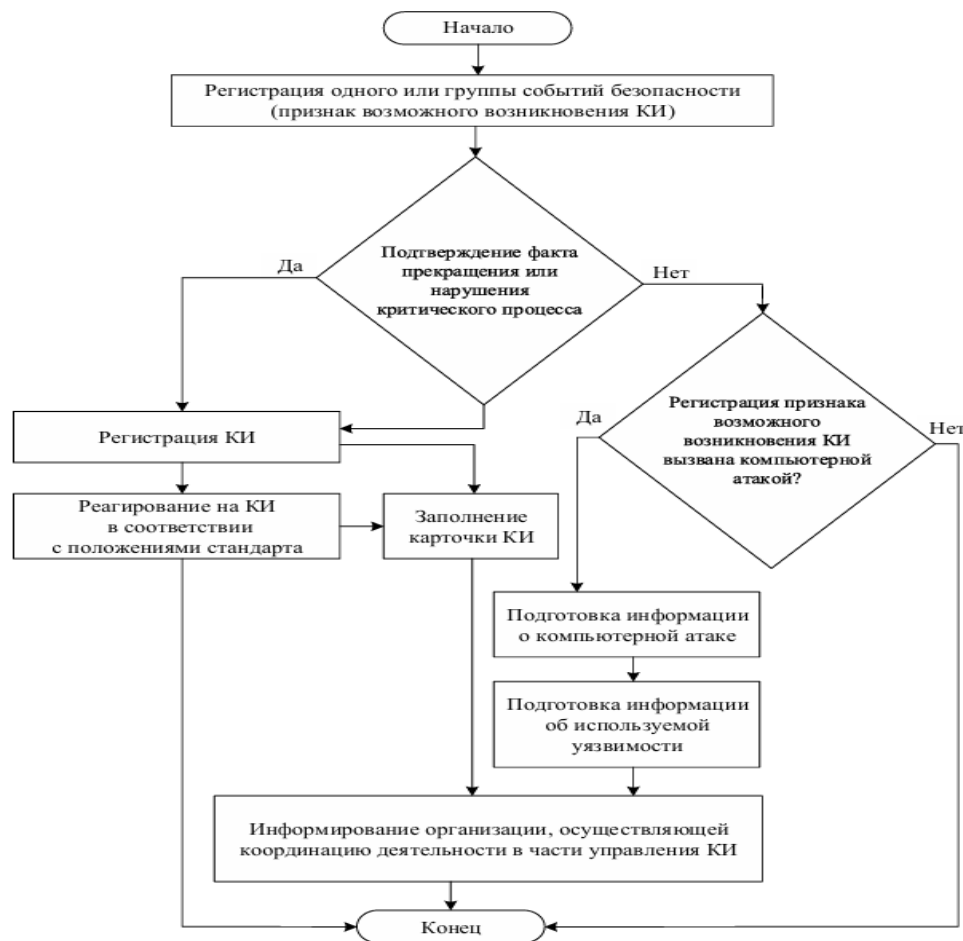 Начало
Регистрация одного или группы событий безопасности
(признак возможного возникновения КИ)
Подтверждение факта
прекращения или
нарушения
критического процесса
Да
Нет
Регистрация признака
возможного
возникновения КИ
вызвана компьютерной
атакой?
Да
Нет
Регистрация КИ
Реагирование на КИ
в соответствии
с положениями стандарта
Заполнение
карточки КИ
Подготовка информации
о компьютерной атаке
Подготовка информации
об используемой
уязвимости
Информирование организации, осуществляющей
координацию деятельности в части управления КИ
Конец